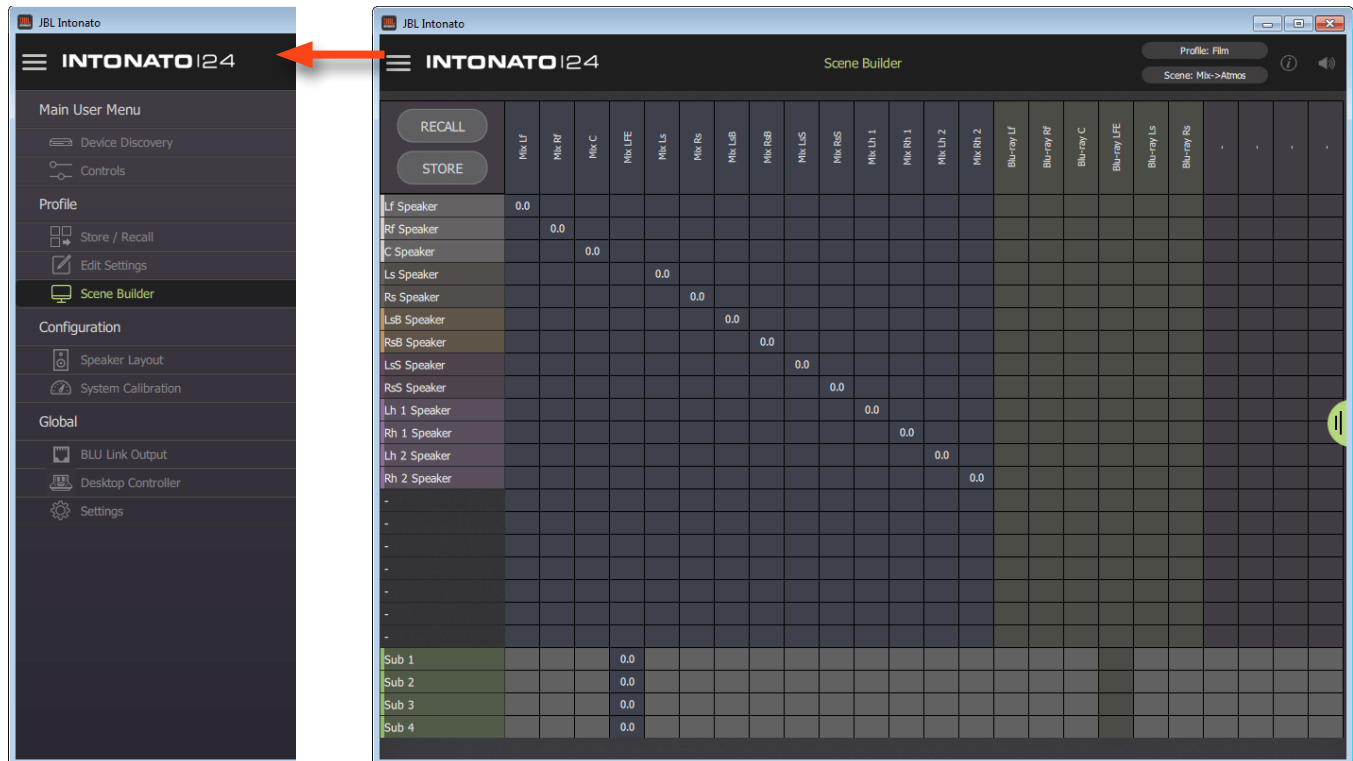 JBL Intonato
INTONATO|24
Main User Menu
Device Discovery
Controls
Profile
Store / Recall
Edit Settings
Scene Builder
Configuration
Speaker Layout
System Calibration
Global
BLU Link Output
Desktop Controller
Settings
JBL Intonato
INTONATO|24
Scene Builder
Profile: Film
Scene: Mix->Atmos
RECALL
STORE
Mix Lf
Mix Rf
Mix C
Mix LFE
Mix Ls
Mix Rs
Mix LsB
Mix RsB
Mix LsS
Mix RsS
Mix Lh 1
Mix Rh 1
Mix Lh 2
Mix Rh 2
Blu-ray Lf
Blu-ray Rf
Blu-ray C
Blu-ray LFE
Blu-ray Ls
Blu-ray Rs
-
-
-
-
Lf Speaker 0.0
Rf Speaker 0.0
C Speaker 0.0
Ls Speaker 0.0
Rs Speaker 0.0
LsB Speaker 0.0
RsB Speaker 0.0
LsS Speaker 0.0
RsS Speaker 0.0
Lh 1 Speaker 0.0
Rh 1 Speaker 0.0
Lh 2 Speaker 0.0
Rh 2 Speaker 0.0
-
-
-
-
-
-
-
Sub 1 0.0
Sub 2 0.0
Sub 3 0.0
Sub 4 0.0